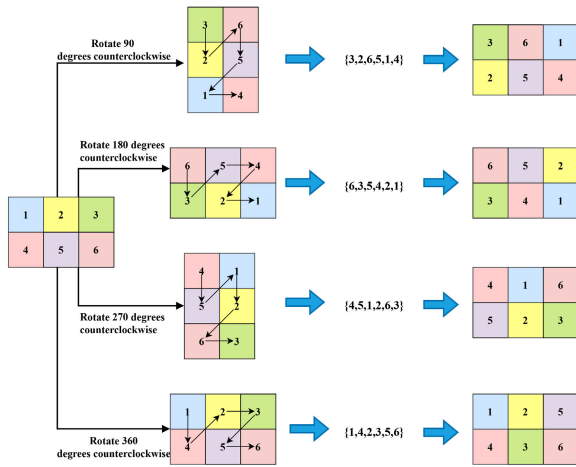 Rotate 90
degrees counterclockwise
3 6
2 5
1 4
{3,2,6,5,1,4}
3 6 1
2 5 4
Rotate 180 degrees
counterclockwise
6 5 4
3 2 1
{6,3,5,4,2,1}
6 5 2
3 4 1
1 2 3
4 5 6
Rotate 270 degrees
counterclockwise
4 1
5 2
6 3
{4,5,1,2,6,3}
4 1 6
5 2 3
Rotate 360
degrees counterclockwise
1 2 3
4 5 6
{1,4,2,3,5,6}
1 2 5
4 3 6